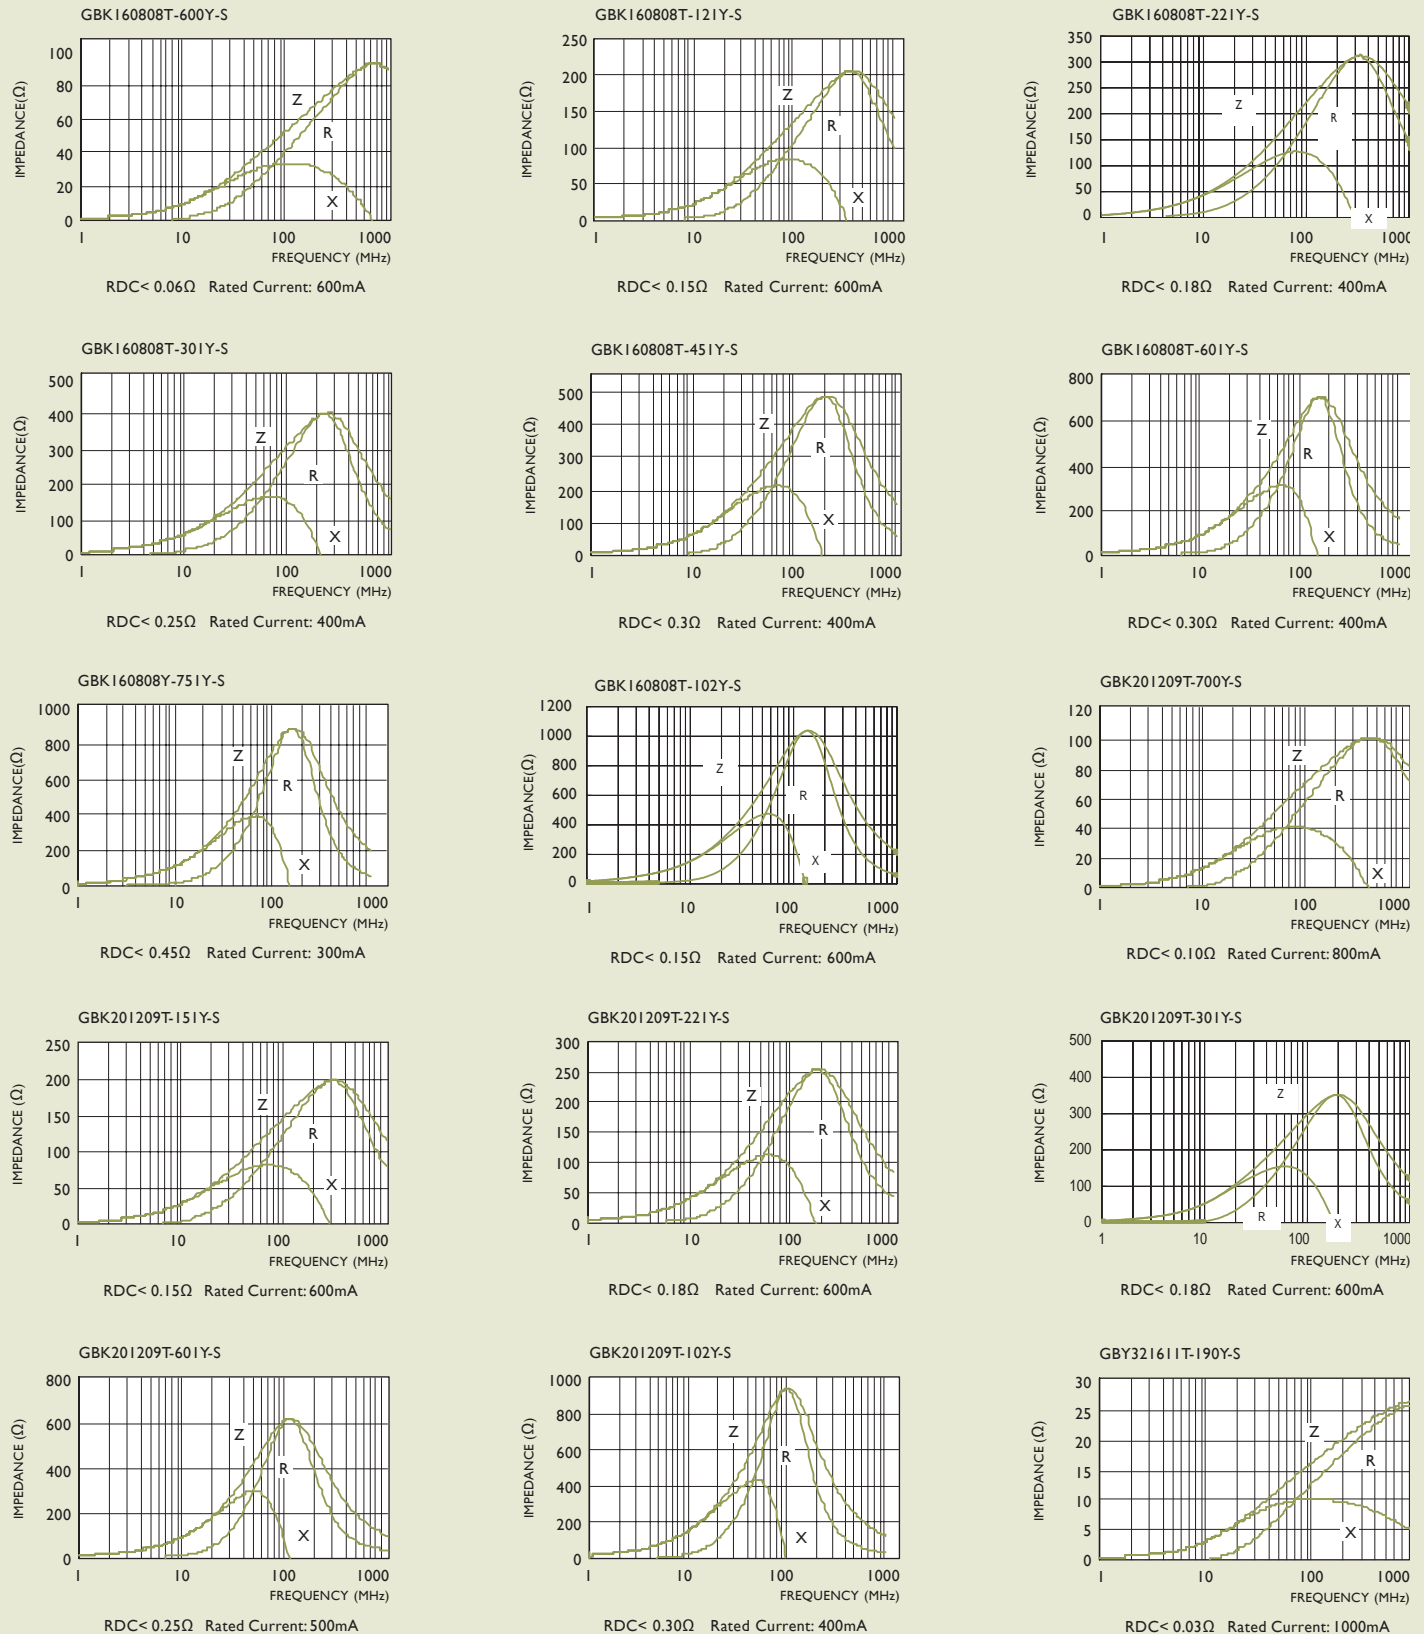 GBK160808T-600Y-S
IMPEDANCE(Ω)
100
80
60
40
20
0
Z
R
X
1 10 100 1000
FREQUENCY (MHz)
RDC< 0.06Ω Rated Current: 600mA
GBK160808T-121Y-S
IMPEDANCE(Ω)
250
200
150
100
50
0
Z
R
X
1 10 100 1000
FREQUENCY (MHz)
RDC< 0.15Ω Rated Current: 600mA
GBK160808T-221Y-S
IMPEDANCE(Ω)
350
300
250
200
150
100
50
0
Z
R
X
1 10 100 1000
FREQUENCY (MHz)
RDC< 0.18Ω Rated Current: 400mA
GBK160808T-301Y-S
IMPEDANCE(Ω)
500
400
300
200
100
0
Z
R
X
1 10 100 1000
FREQUENCY (MHz)
RDC< 0.25Ω Rated Current: 400mA
GBK160808T-451Y-S
IMPEDANCE(Ω)
500
400
300
200
100
0
Z
R
X
1 10 100 1000
FREQUENCY (MHz)
RDC< 0.3Ω Rated Current: 400mA
GBK160808T-601Y-S
IMPEDANCE(Ω)
800
600
400
200
0
Z
R
X
1 10 100 1000
FREQUENCY (MHz)
RDC< 0.30Ω Rated Current: 400mA
GBK160808Y-751Y-S
IMPEDANCE(Ω)
1000
800
600
400
200
0
Z
R
X
1 10 100 1000
FREQUENCY (MHz)
RDC< 0.45Ω Rated Current: 300mA
GBK160808T-102Y-S
IMPEDANCE(Ω)
1200
1000
800
600
400
200
0
Z
R
X
1 10 100 1000
FREQUENCY (MHz)
RDC< 0.15Ω Rated Current: 600mA
GBK201209T-700Y-S
IMPEDANCE (Ω)
120
100
80
60
40
20
0
Z
R
X
1 10 100 1000
FREQUENCY (MHz)
RDC< 0.10Ω Rated Current: 800mA
GBK201209T-151Y-S
IMPEDANCE (Ω)
250
200
150
100
50
0
Z
R
X
1 10 100 1000
FREQUENCY (MHz)
RDC< 0.15Ω Rated Current: 600mA
GBK201209T-221Y-S
IMPEDANCE (Ω)
300
250
200
150
100
50
0
Z
R
X
1 10 100 1000
FREQUENCY (MHz)
RDC< 0.18Ω Rated Current: 600mA
GBK201209T-301Y-S
IMPEDANCE (Ω)
500
400
300
200
100
0
Z
R
X
1 10 100 1000
FREQUENCY (MHz)
RDC< 0.18Ω Rated Current: 600mA
GBK201209T-601Y-S
IMPEDANCE (Ω)
800
600
400
200
0
Z
R
X
1 10 100 1000
FREQUENCY (MHz)
RDC< 0.25Ω Rated Current: 500mA
GBK201209T-102Y-S
IMPEDANCE (Ω)
1000
800
600
400
200
0
Z
R
X
1 10 100 1000
FREQUENCY (MHz)
RDC< 0.30Ω Rated Current: 400mA
GBY321611T-190Y-S
IMPEDANCE (Ω)
30
25
20
15
10
5
0
Z
R
X
1 10 100 1000
FREQUENCY (MHz)
RDC< 0.03Ω Rated Current: 1000mA